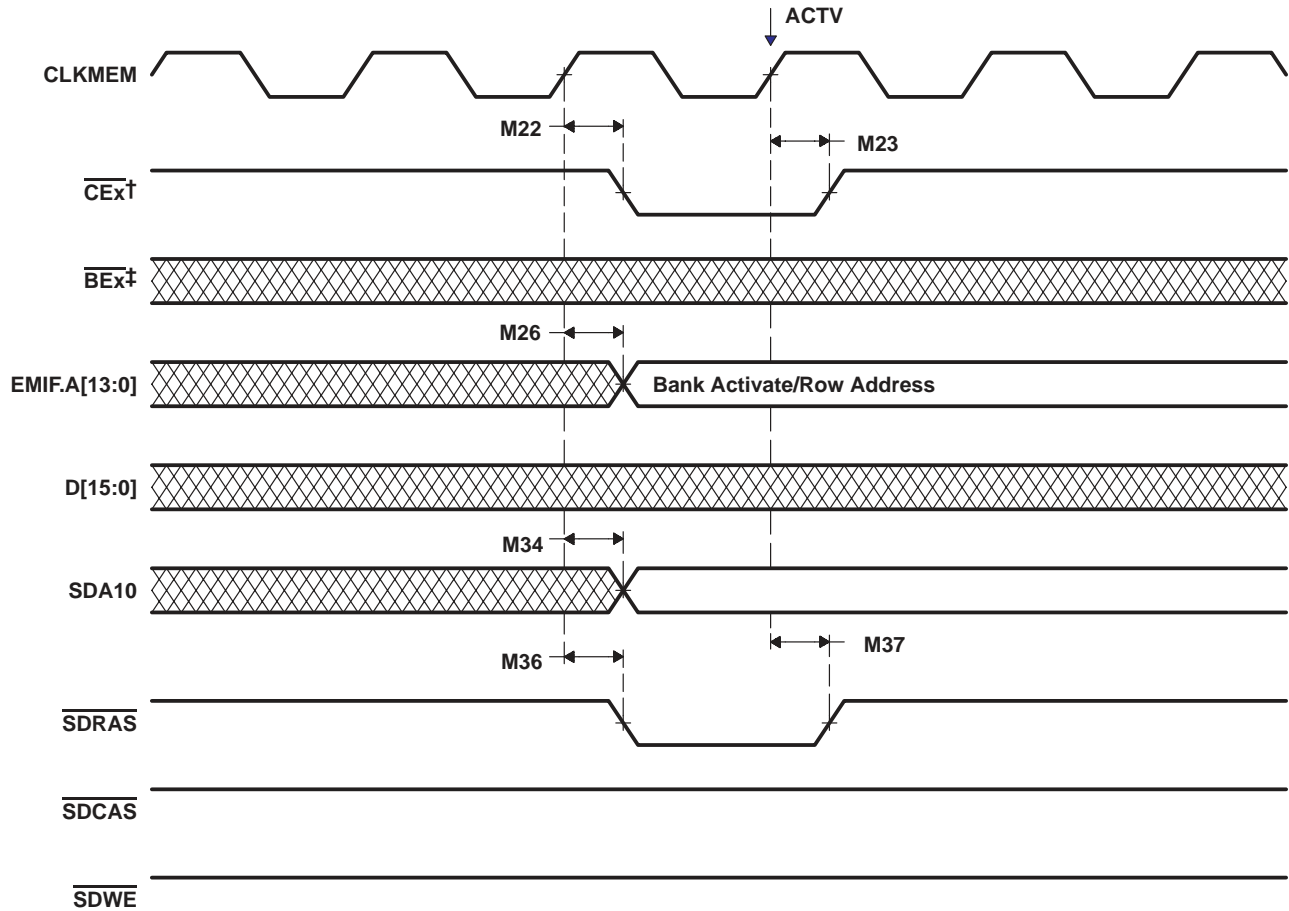 ACTV
CLKMEM
M22
M23
CEx†
BEx‡
M26
EMIF.A[13:0]
Bank Activate/Row Address
D[15:0]
M34
SDA10
M37
M36
SDRAS
SDCAS
SDWE